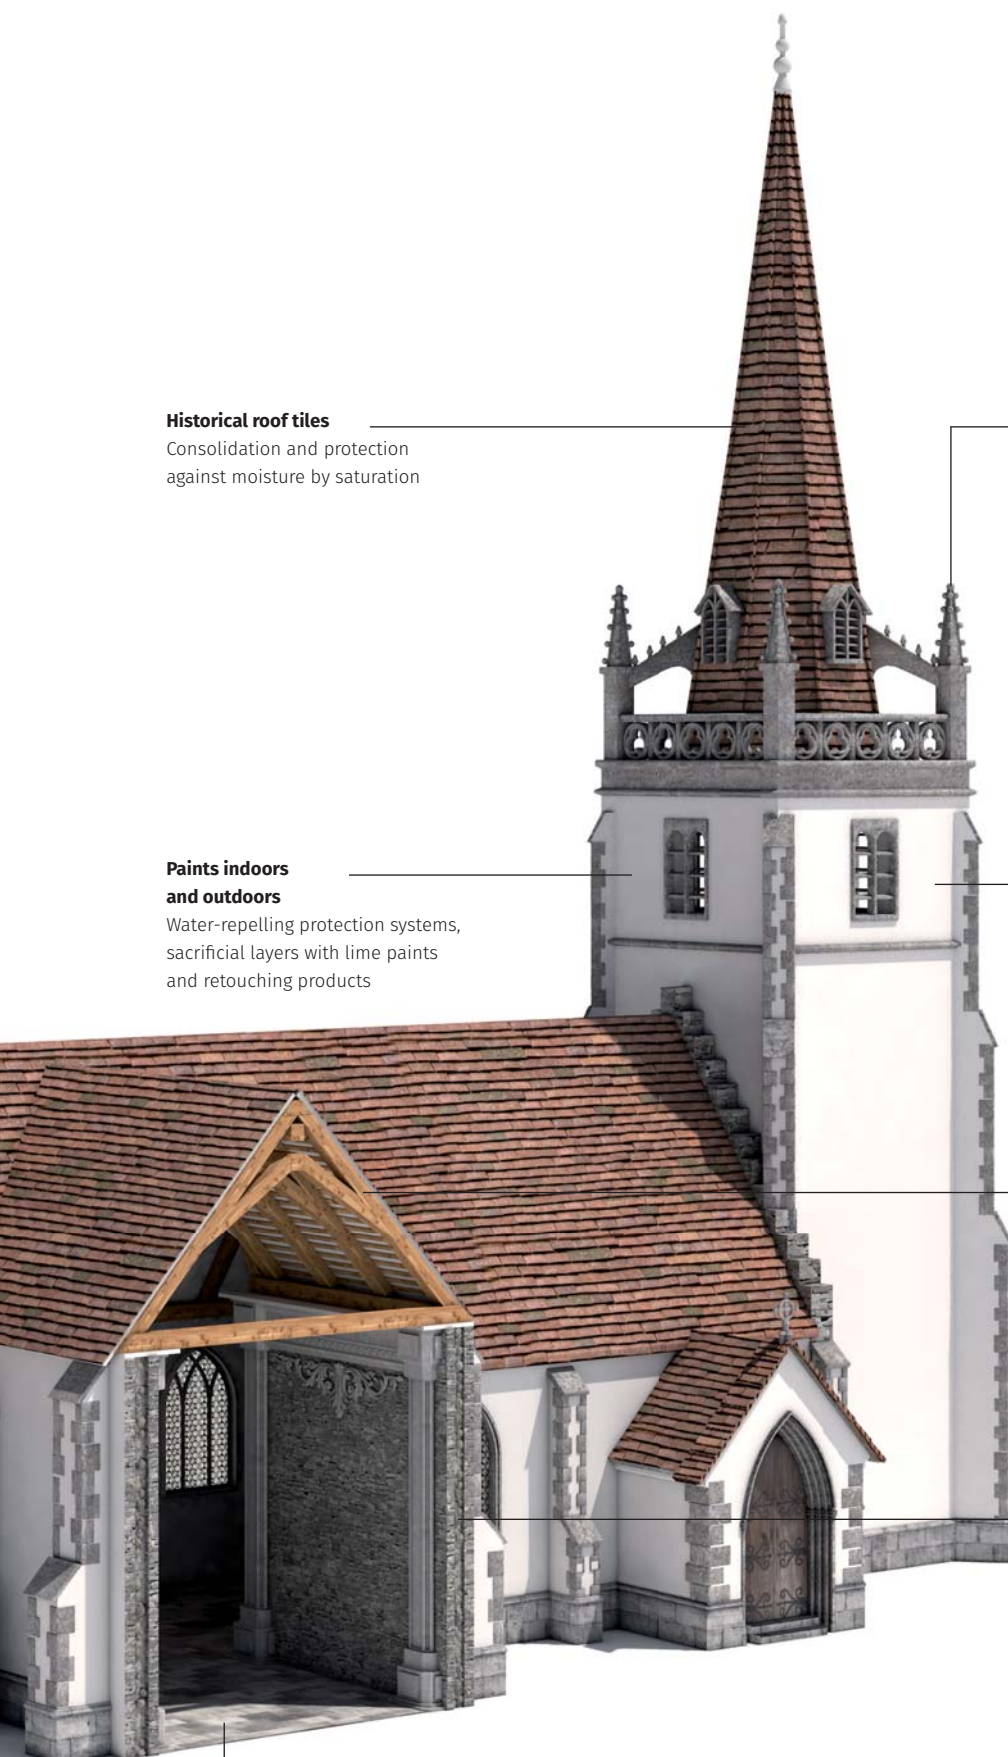 Historical roof tiles
Consolidation and protection
against moisture by saturation
Paints indoors
and outdoors
Water-repelling protection systems,
sacrificial layers with lime paints
and retouching products